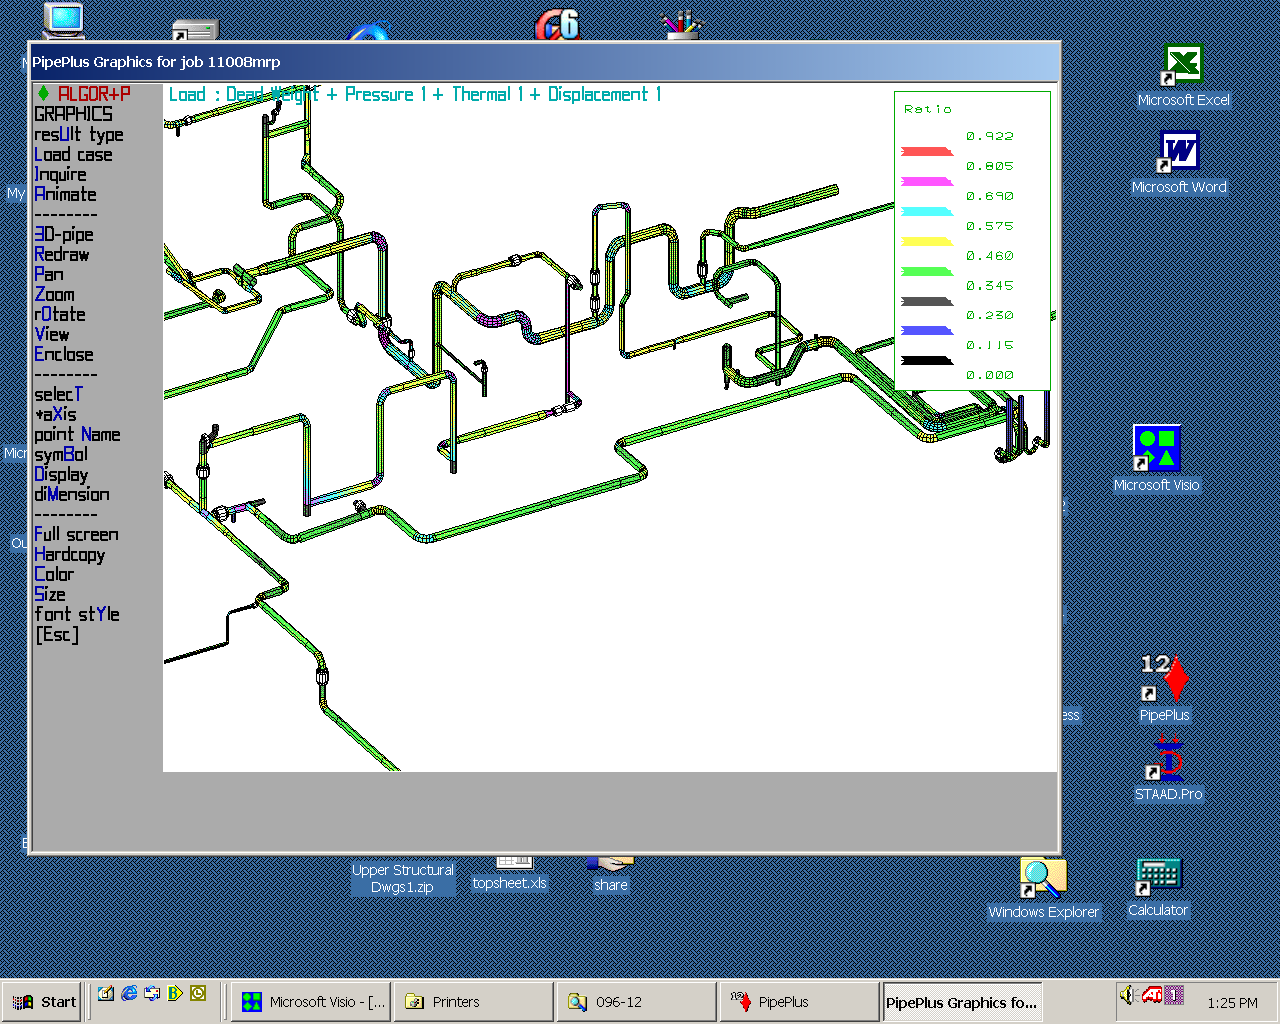 PipePlus Graphics for job 11008mrp
ALGOR+P
GRAPHICS
resUlt type
Load case
Inquire
Animate
--------
3D-pipe
Redraw
Pan
Zoom
rOtate
View
Enclose
--------
selecT
*aXis
point Name
symBol
Display
diMension
--------
Full screen
Hardcopy
Color
Size
font stYle
[Esc]
Load : Dead Weight + Pressure 1 + Thermal 1 + Displacement 1
Ratio
0.922
0.805
0.690
0.575
0.460
0.345
0.230
0.115
0.000
Microsoft Excel
Microsoft Word
Microsoft Visio
12
PipePlus
STAAD.Pro
My
Micr
Ou
ess
Upper Structural
Dwgs1.zip
topsheet.xls
share
Windows Explorer
Calculator
Start
Microsoft Visio - [...
Printers
096-12
PipePlus
PipePlus Graphics fo...
1:25 PM